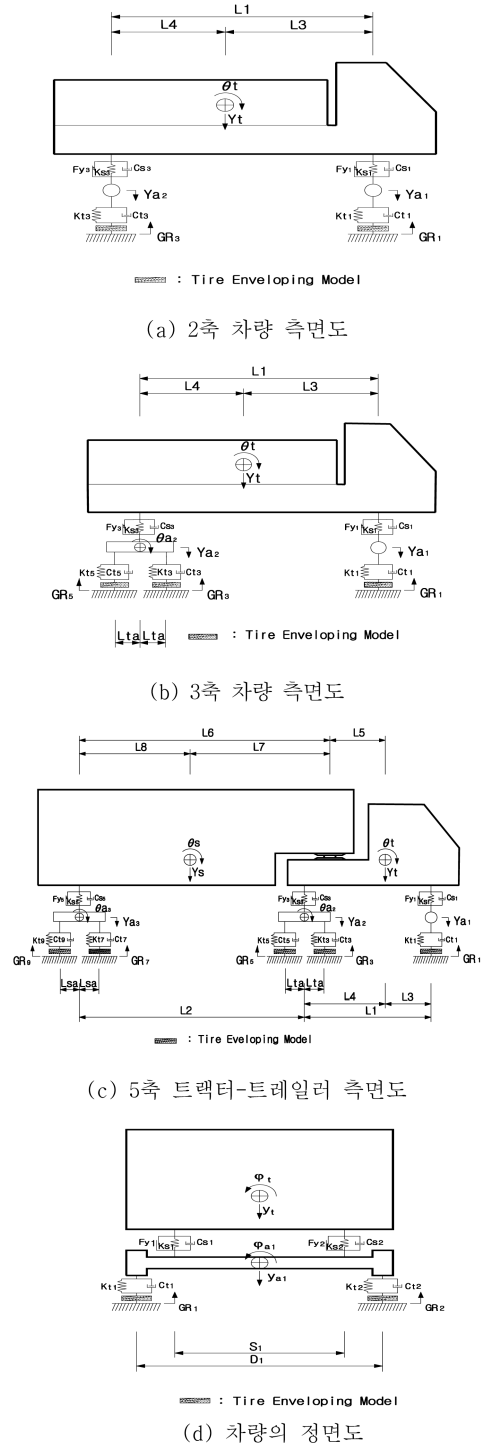 L1
L4 L3
θt
Yt
Fy3 Ks3 Cs3 Fy1 Ks1 Cs1
Ya2 Ya1
Kt3 Ct3 Kt1 Ct1
GR3 GR1
: Tire Enveloping Model
(a) 2축 차량 측면도
L1
L4 L3
θt
Yt
Fy3 Ks3 Cs3 Fy1 Ks1 Cs1
θa2 Ya2 Ya1
Kt5 Ct5 Kt3 Ct3 Kt1 Ct1
GR5 GR3 GR1
Lta Lta
: Tire Enveloping Model
(b) 3축 차량 측면도
L6 L5
L8 L7
θs θt
Ys Yt
Fy3 Cs3 Fy1 Ks1 Cs1
θa3 Ya3 θa2 Ya2 Ya1
Kt9 Ct9 Kt7 Ct7 Kt5 Ct5 Kt3 Ct3 Kt1 Ct1
GR9 GR7 GR5 GR3 GR1
Lsa Lsa Lta Lta
L4 L3
L2 L1
: Tire Eveloping Model
(c) 5축 트랙터-트레일러 측면도
φt
yt
Fy1 Ks1 Cs1 φa1 Fy2 Ks2 Cs2
ya1
Kt1 Ct1 Kt2 Ct2
GR1 GR2
S1
D1
: Tire Enveloping Model
(d) 차량의 정면도